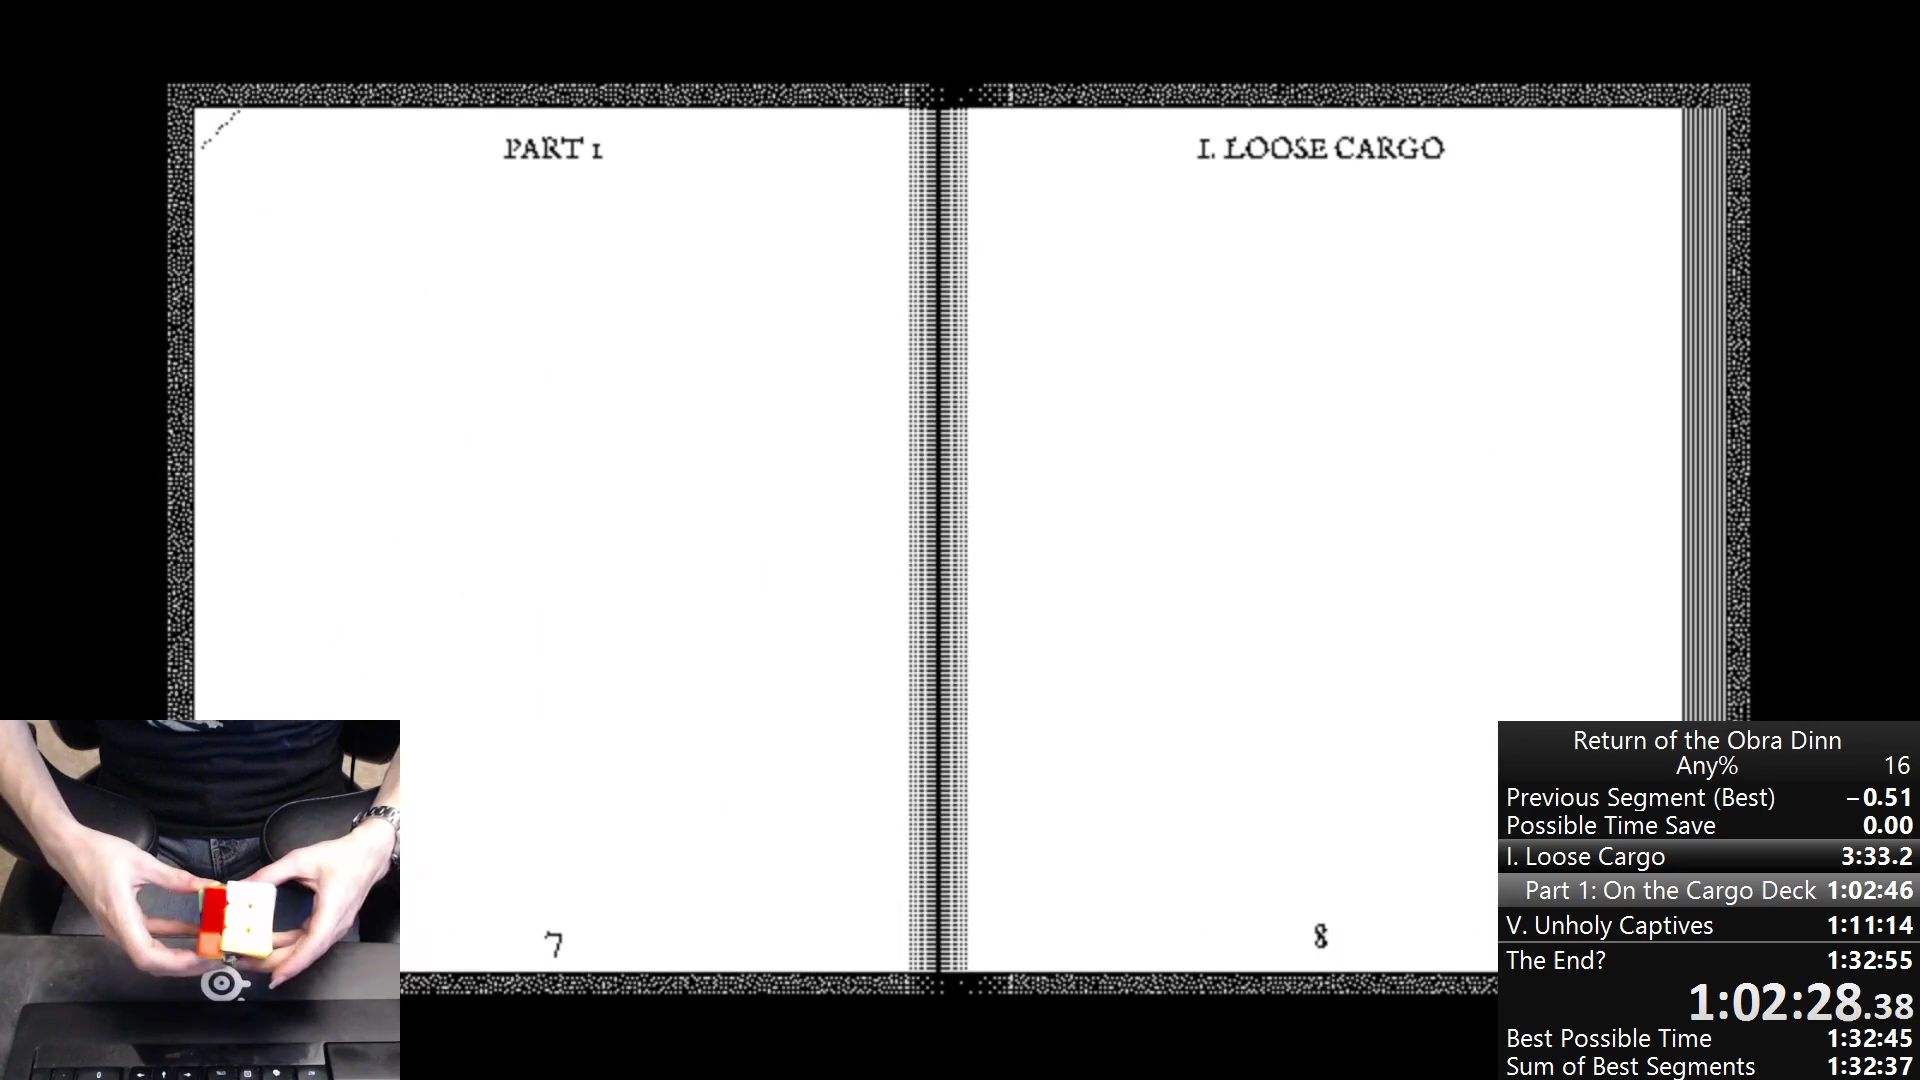 PART 1
I. LOOSE CARGO
7
8
Return of the Obra Dinn
Any% 16
Previous Segment (Best) −0.51
Possible Time Save 0.00
I. Loose Cargo 3:33.2
Part 1: On the Cargo Deck 1:02:46
V. Unholy Captives 1:11:14
The End? 1:32:55
1:02:28.38
Best Possible Time 1:32:45
Sum of Best Segments 1:32:37